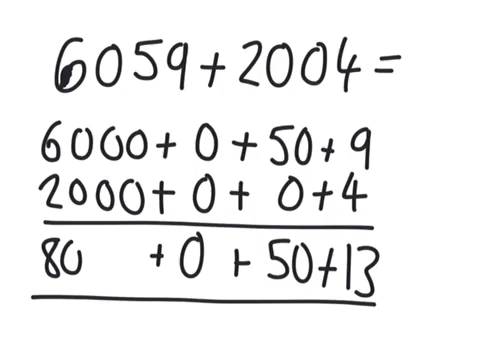 6059+2004=
6000+ 0 + 50+ 9
2000+ 0 + 0+4
80 + 0 + 50+13